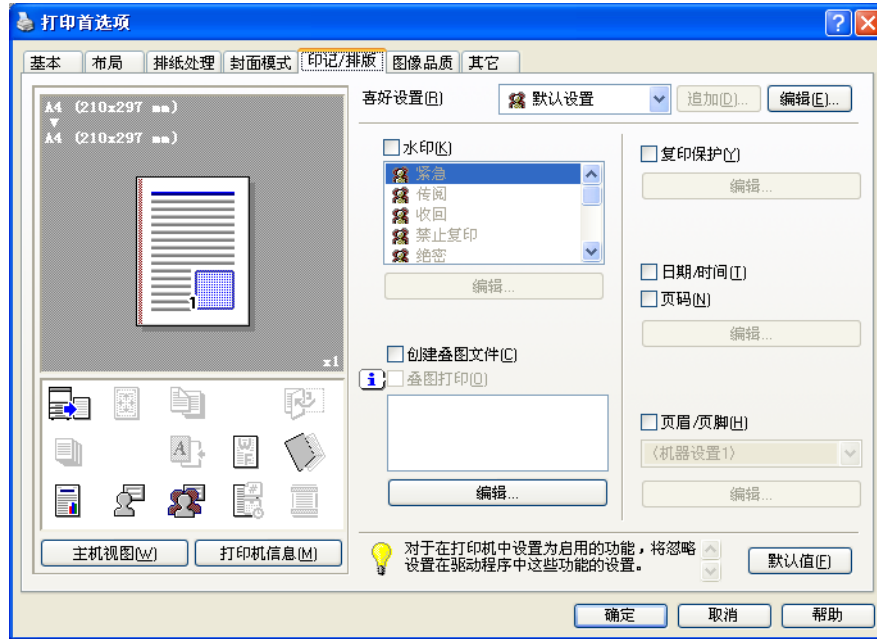 打印首选项
基本 布局 排纸处理 封面模式 印记/排版 图像品质 其它
A4 (210x297 mm)
A4 (210x297 mm)
1
x1
主机视图(W) 打印机信息(M)
喜好设置(R) 默认设置 追加(D)... 编辑(E)...
水印(K)
紧急
传阅
收回
禁止复印
绝密
编辑...
创建叠图文件(C)
叠图打印(O)
编辑...
复印保护(Y)
编辑...
日期/时间(T)
页码(N)
编辑...
页眉/页脚(H)
〈机器设置1〉
编辑...
对于在打印机中设置为启用的功能，将忽略
设置在驱动程序中这些功能的设置。
默认值(F)
确定 取消 帮助